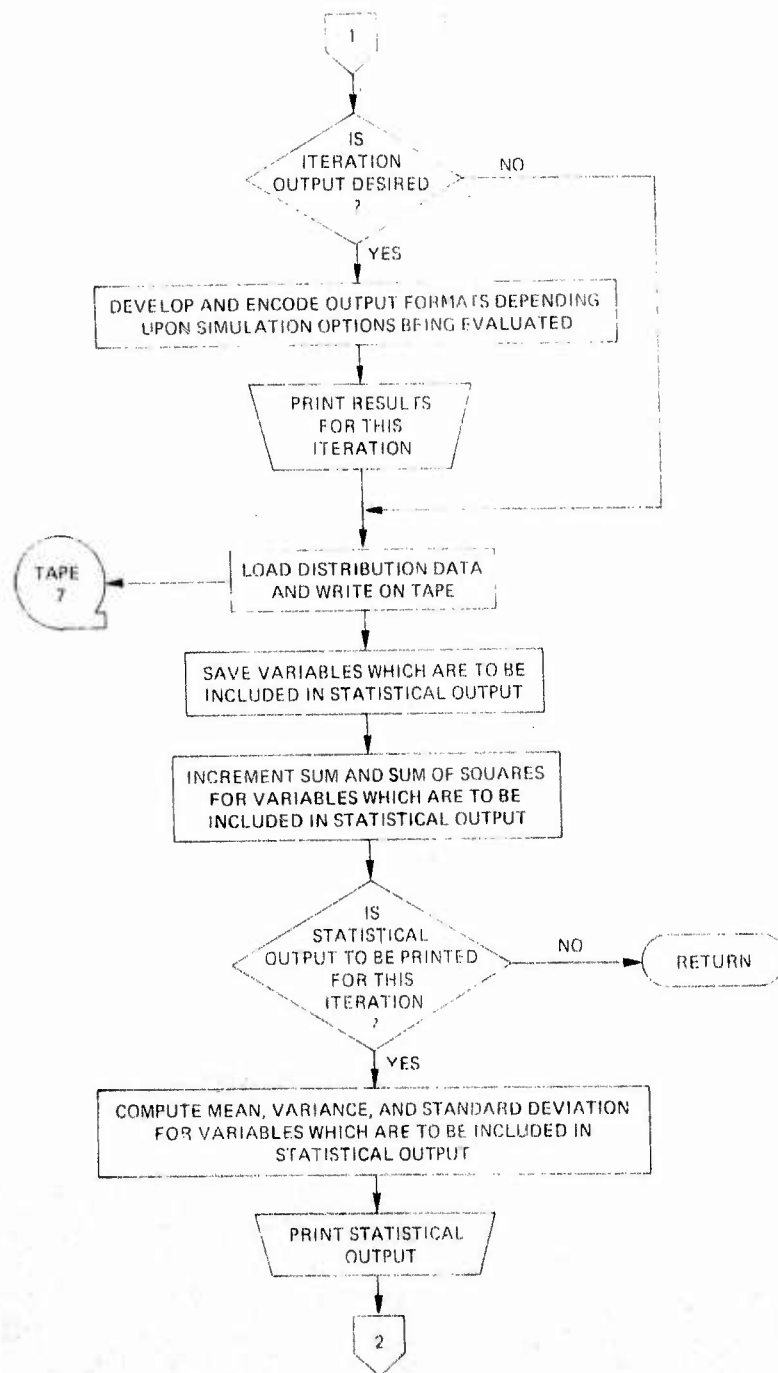 1
IS
ITERATION
OUTPUT DESIRED
?
NO
YES
DEVELOP AND ENCODE OUTPUT FORMATS DEPENDING
UPON SIMULATION OPTIONS BEING EVALUATED
PRINT RESULTS
FOR THIS
ITERATION
TAPE
7
LOAD DISTRIBUTION DATA
AND WRITE ON TAPE
SAVE VARIABLES WHICH ARE TO BE
INCLUDED IN STATISTICAL OUTPUT
INCREMENT SUM AND SUM OF SQUARES
FOR VARIABLES WHICH ARE TO BE
INCLUDED IN STATISTICAL OUTPUT
IS
STATISTICAL
OUTPUT TO BE PRINTED
FOR THIS
ITERATION
?
NO
RETURN
YES
COMPUTE MEAN, VARIANCE, AND STANDARD DEVIATION
FOR VARIABLES WHICH ARE TO BE INCLUDED IN
STATISTICAL OUTPUT
PRINT STATISTICAL
OUTPUT
2